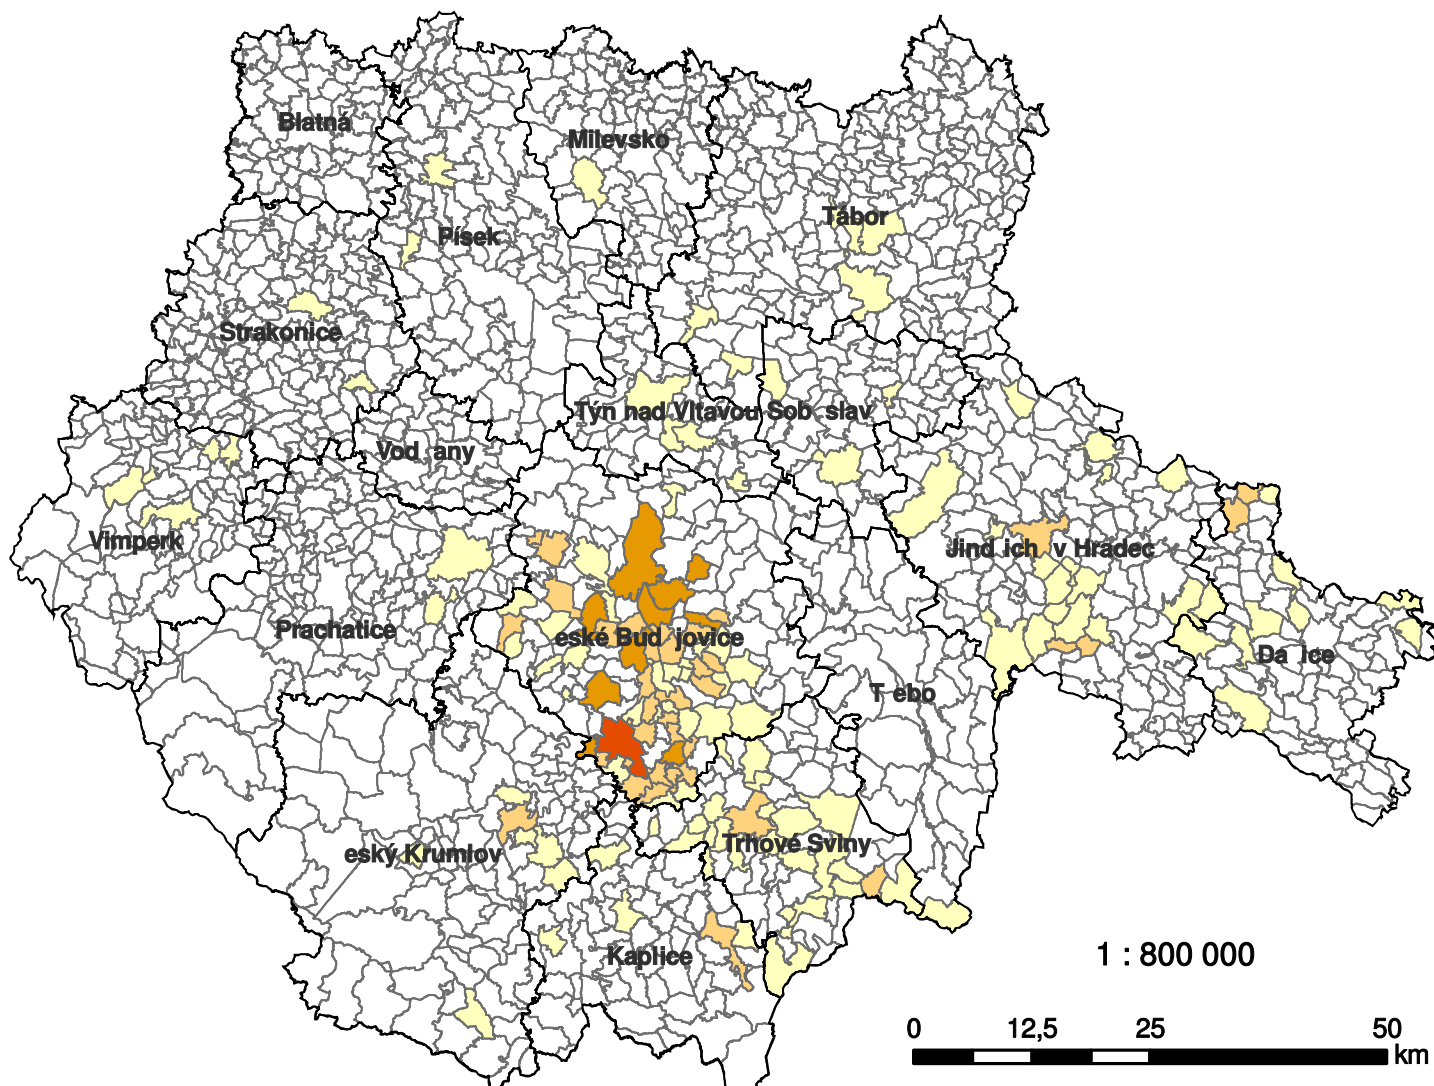 Blatná
Milevsko
Tábor
Písek
Strakonice
Týn nad Vltavou
Sob slav
Vod any
Vimperk
Jind ich v Hradec
Prachatice
eské Bud jovice
Da ice
T ebo
Trhové Sviny
eský Krumlov
Kaplice
1 : 800 000
0 12,5 25 50
km